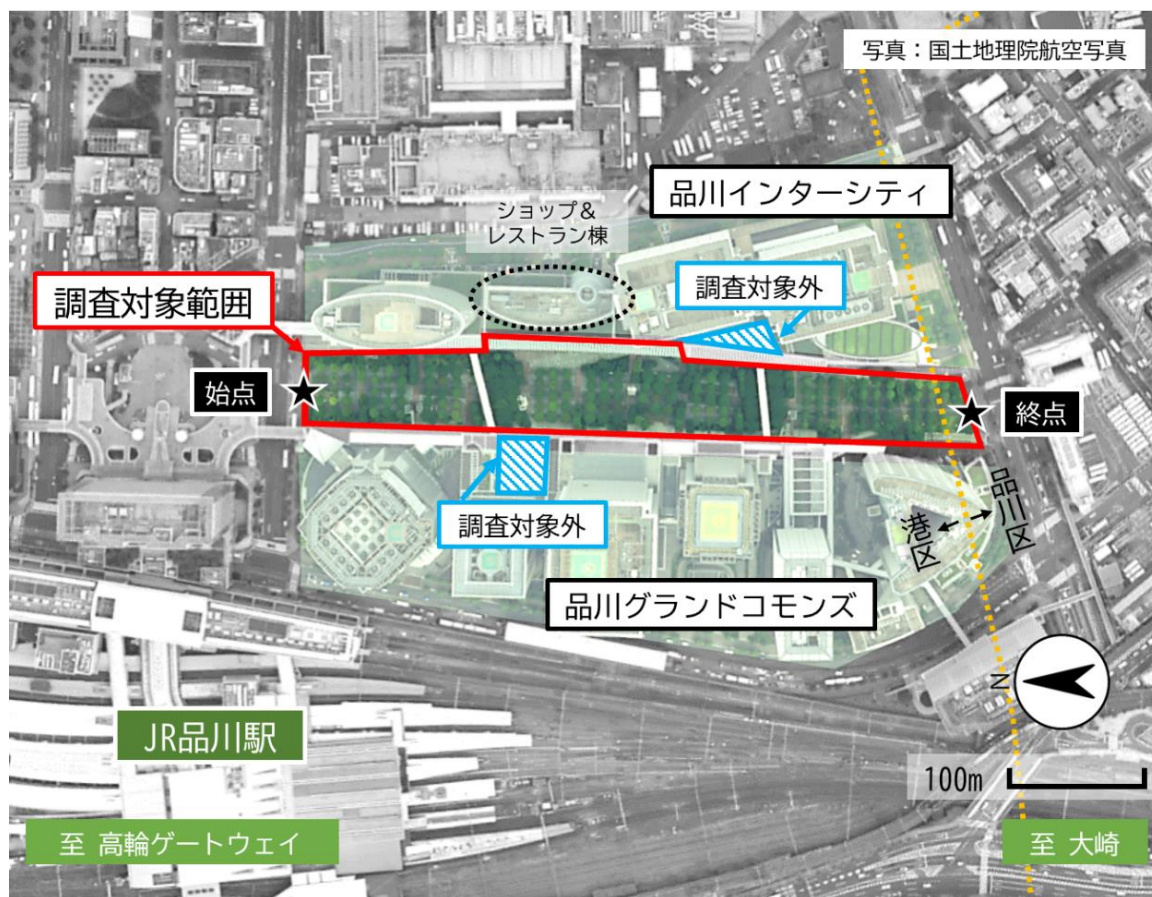 写真：国土地理院航空写真
品川インターシティ
ショップ＆
レストラン棟
調査対象外
調査対象範囲
始点
終点
品川区
港区
調査対象外
品川グランドコモンズ
N
JR品川駅
100m
至 高輪ゲートウェイ
至 大崎